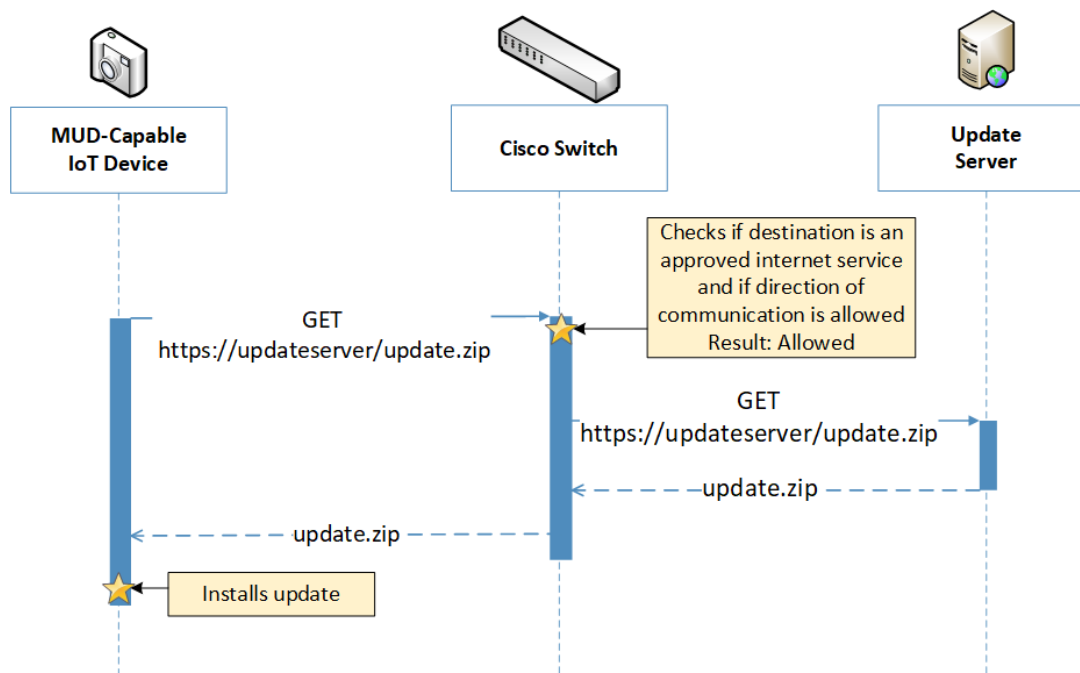 MUD-Capable
IoT Device
Cisco Switch
Update
Server
Checks if destination is an
approved internet service
and if direction of
communication is allowed
Result: Allowed
GET
https://updateserver/update.zip
GET
https://updateserver/update.zip
update.zip
update.zip
Installs update